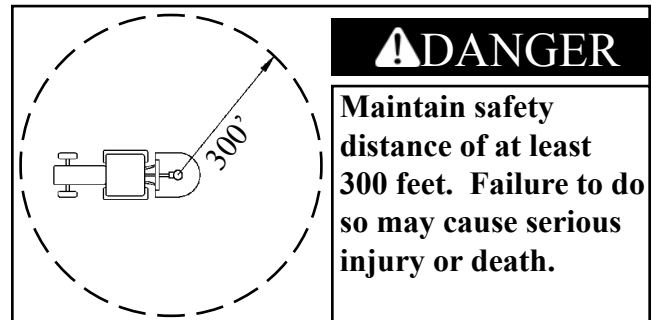 300’
DANGER
Maintain safety
distance of at least
300 feet.  Failure to do
so may cause serious
injury or death.